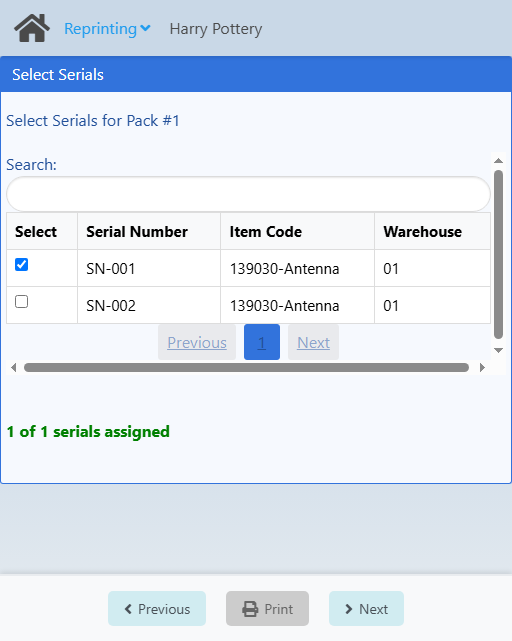 Reprinting Harry Pottery
Select Serials
Select Serials for Pack #1
Search:
Select Serial Number Item Code Warehouse
SN-001 139030-Antenna 01
SN-002 139030-Antenna 01
Previous 1 Next
1 of 1 serials assigned
Previous Print Next